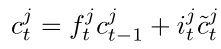 $c_t^j = f_t^j c_{t-1}^j + i_t^j \tilde{c}_t^j$